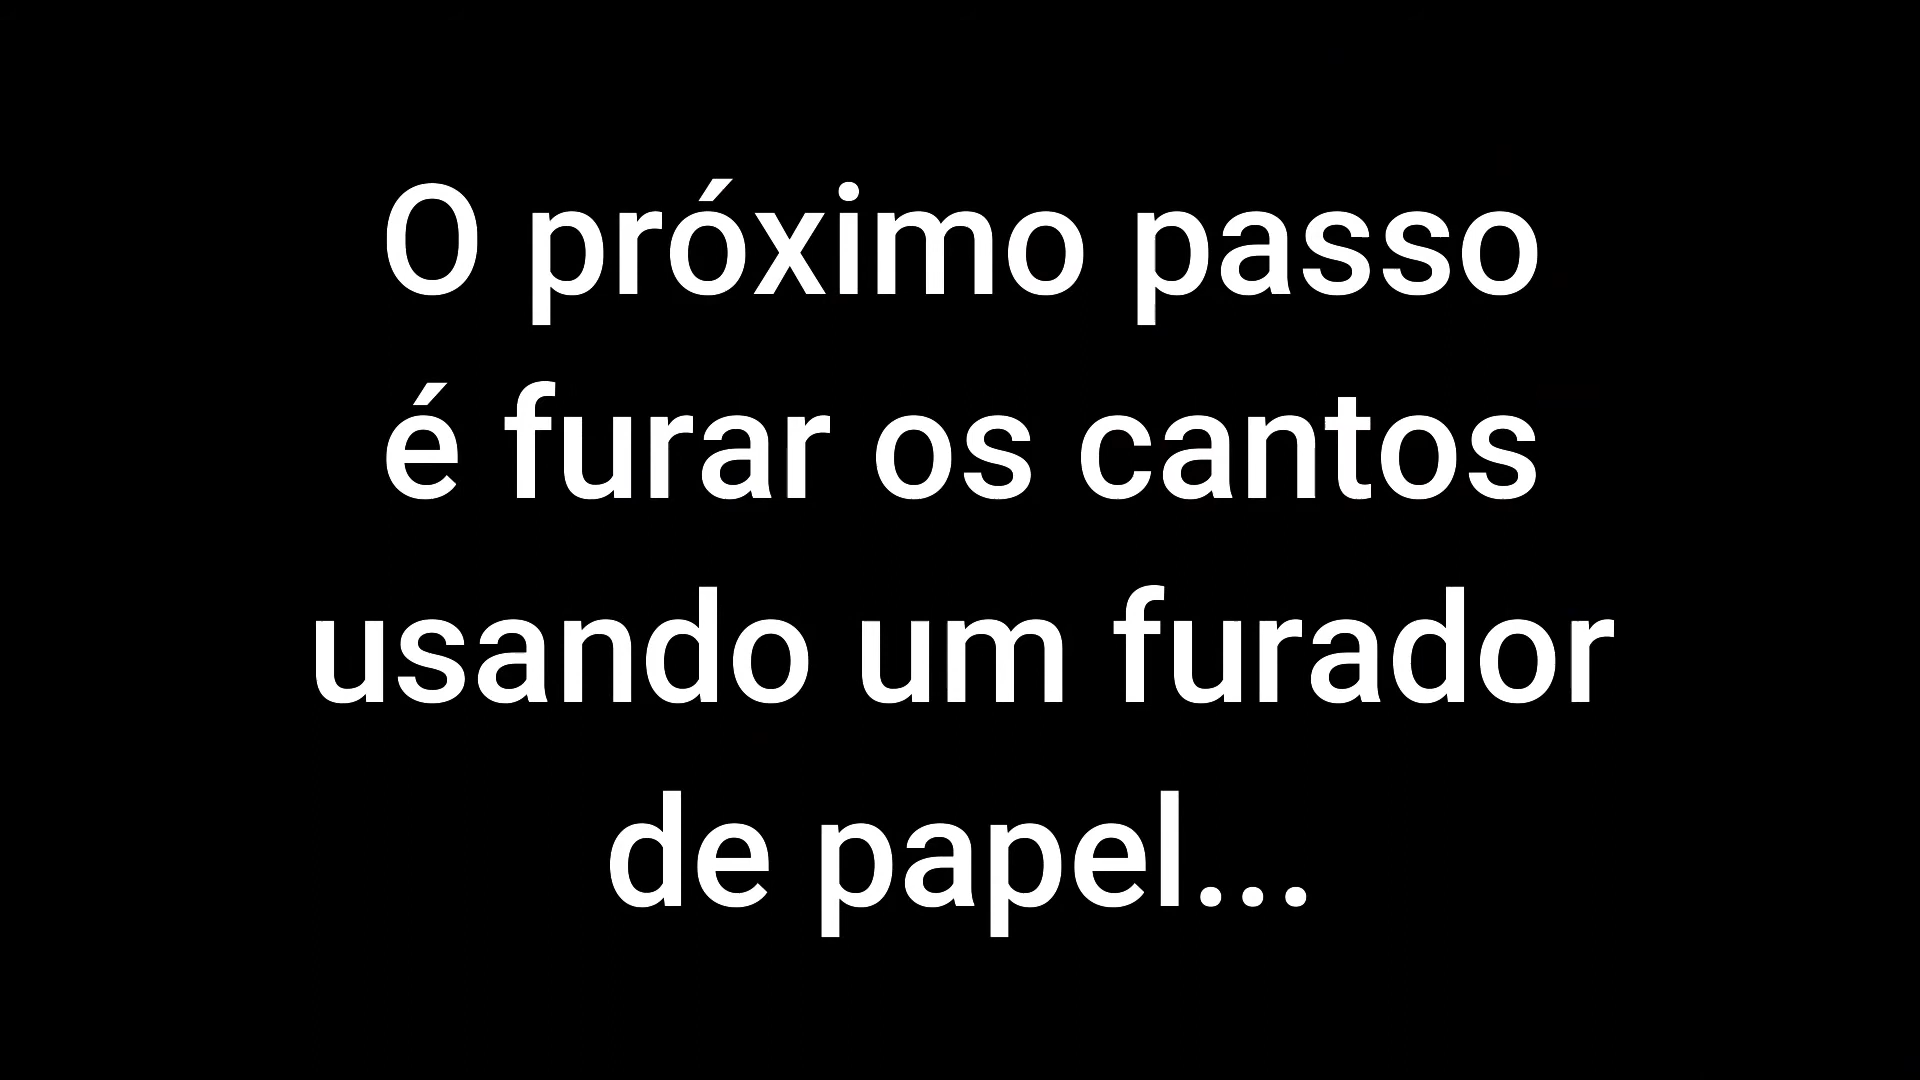 O próximo passo
é furar os cantos
usando um furador
de papel...